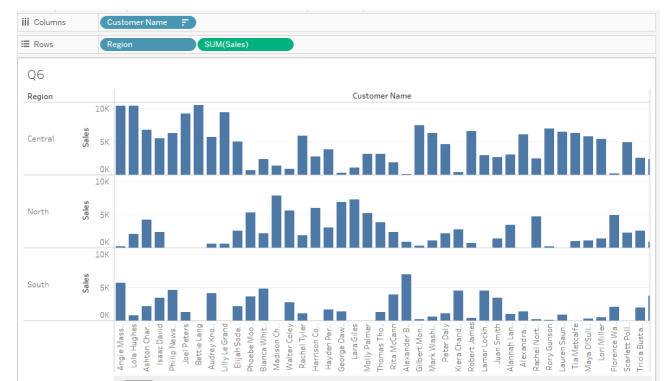 Columns
Customer Name
Rows
Region
SUM(Sales)
Q6
Region
Customer Name
Central
Sales
10K
5K
0K
North
Sales
10K
5K
0K
South
Sales
10K
5K
0K
Angie Mass..
Lola Hughes
Ashton Char..
Isaac David
Philip News..
Joel Peters
Bettie Lang
Audrey Kno..
Lily Le Grand
Elijah Sode..
Phoebe Moo..
Bianca Whit..
Madison Ch..
Walter Coley
Rachel Tyler
Harrison Co..
Hayden Per..
George Daw..
Lara Giles
Molly Palmer
Thomas Tho..
Rita McCann
Alexander B..
Gilbert Mon..
Mark Washi..
Peter Daly
Kiera Chand..
Robert James
Lamar Lockh..
Juan Smith
Alannah Lan..
Alexandra ..
Rachel Nort..
Rory Gunson
Lauren Saun..
Tia Metcalfe
Maya O'Sull..
Lori Miller
Florence Wa..
Scarlett Poll..
Tricia Busta..